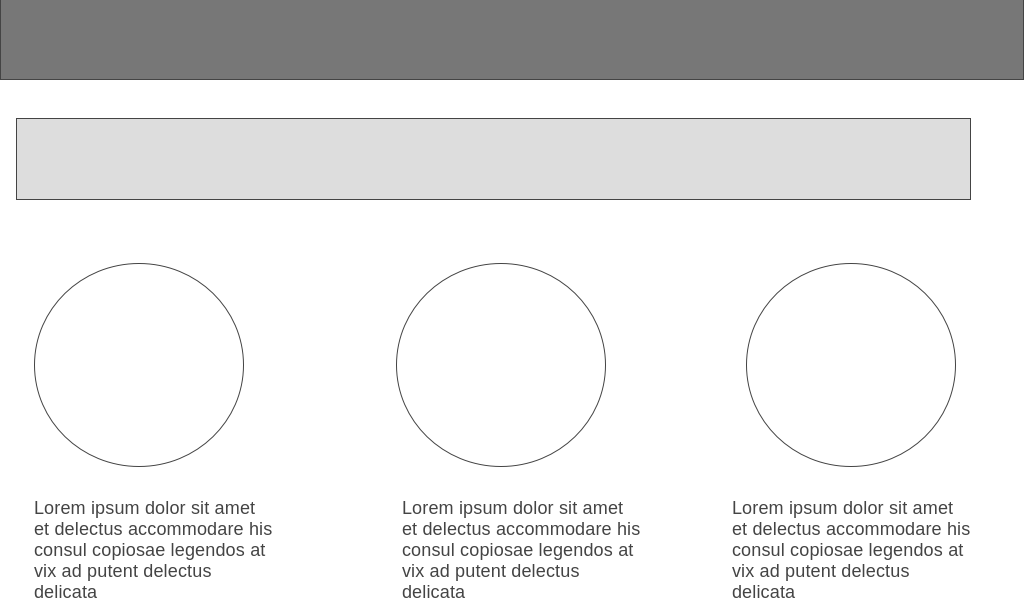 Lorem ipsum dolor sit amet
et delectus accommodare his
consul copiosae legendos at
vix ad putent delectus
delicata
Lorem ipsum dolor sit amet
et delectus accommodare his
consul copiosae legendos at
vix ad putent delectus
delicata
Lorem ipsum dolor sit amet
et delectus accommodare his
consul copiosae legendos at
vix ad putent delectus
delicata